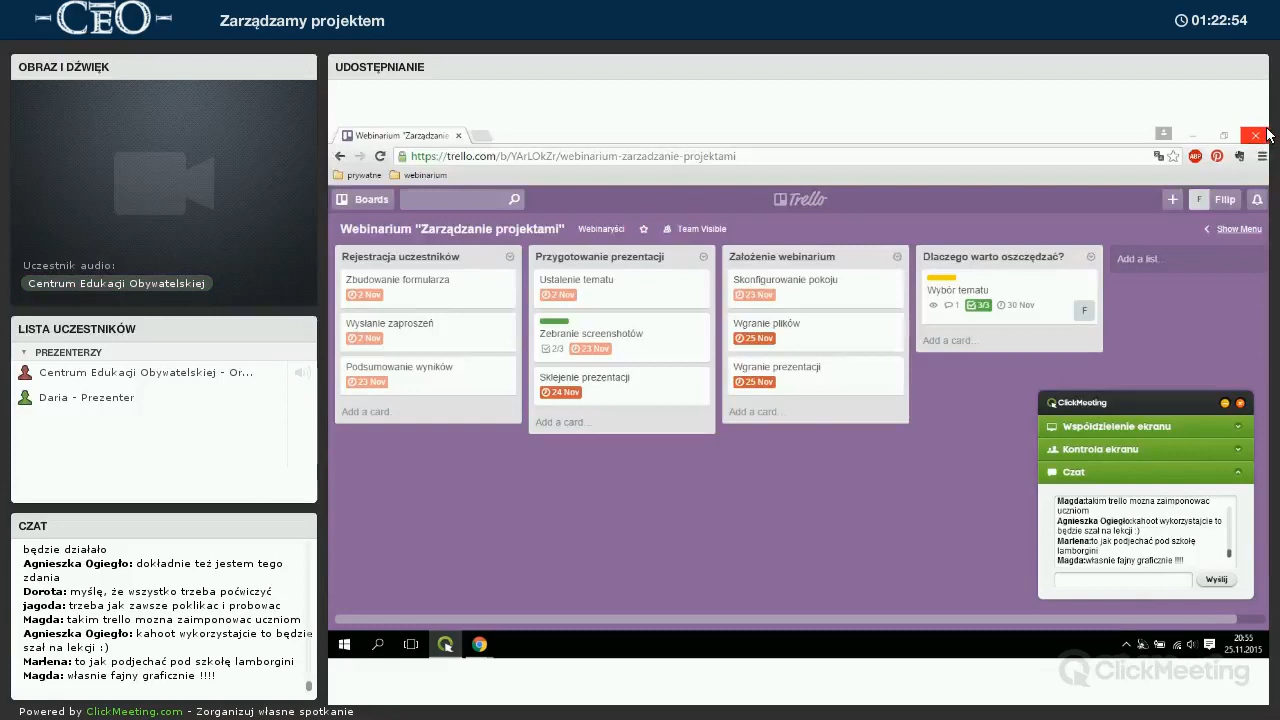 CEO
Zarządzamy projektem
01:22:54
OBRAZ I DŹWIĘK
Uczestnik audio:
Centrum Edukacji Obywatelskiej
LISTA UCZESTNIKÓW
PREZENTERZY
Centrum Edukacji Obywatelskiej - Or...
Daria - Prezenter
CZAT
będzie działało
Agnieszka Ogiegło: dokładnie też jestem tego
zdania
Dorota: myślę, że wszystko trzeba poćwiczyć
jagoda: trzeba jak zawsze poklikac i probowac
Magda: takim trello mozna zaimponowac uczniom
Agnieszka Ogiegło: kahoot wykorzystajcie to będzie
szał na lekcji :)
Marlena: to jak podjechać pod szkołę lamborgini
Magda: własnie fajny graficznie !!!!
Powered by ClickMeeting.com - Zorganizuj własne spotkanie
UDOSTĘPNIANIE
Webinarium "Zarządzanie
https://trello.com/b/YArLOkZr/webinarium-zarzadzanie-projektami
ABP
prywatne
webinarium
Boards
Trello
F
Filip
Webinarium "Zarządzanie projektami"
Webinaryści
Team Visible
Show Menu
Rejestracja uczestników
Zbudowanie formularza
2 Nov
Wysłanie zaproszeń
2 Nov
Podsumowanie wyników
23 Nov
Add a card...
Przygotowanie prezentacji
Ustalenie tematu
2 Nov
Zebranie screenshotów
2/3
23 Nov
Sklejenie prezentacji
24 Nov
Add a card...
Założenie webinarium
Skonfigurowanie pokoju
23 Nov
Wgranie plików
25 Nov
Wgranie prezentacji
25 Nov
Add a card...
Dlaczego warto oszczędzać?
Wybór tematu
1
3/3
30 Nov
F
Add a card...
Add a list...
ClickMeeting
Współdzielenie ekranu
Kontrola ekranu
Czat
Magda:takim trello mozna zaimponowac
uczniom
Agnieszka Ogiegło:kahoot wykorzystajcie to
będzie szał na lekcji :)
Marlena:to jak podjechać pod szkołę
lamborgini
Magda:własnie fajny graficznie !!!!
Wyślij
20:55
25.11.2015
ClickMeeting